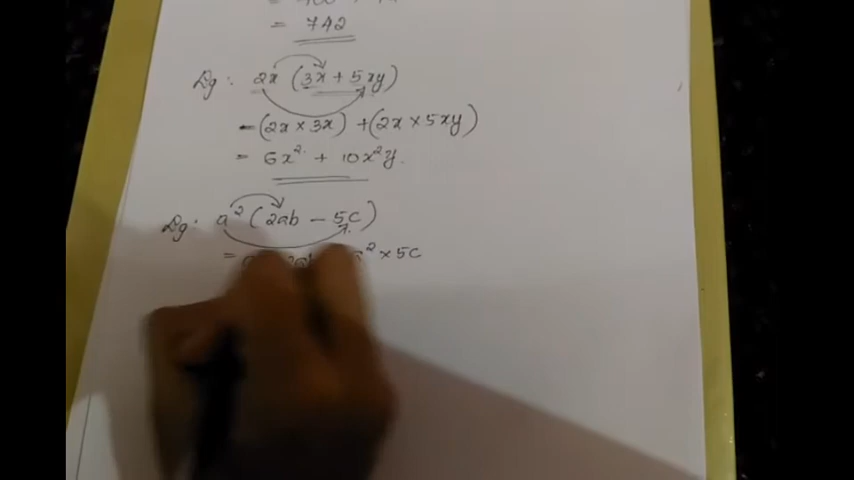 = 742
Eg: 2x (3x + 5xy)
= (2x × 3x) + (2x × 5xy)
= 6x² + 10x²y.
Eg: a² (2ab − 5c)
= ² × 5c